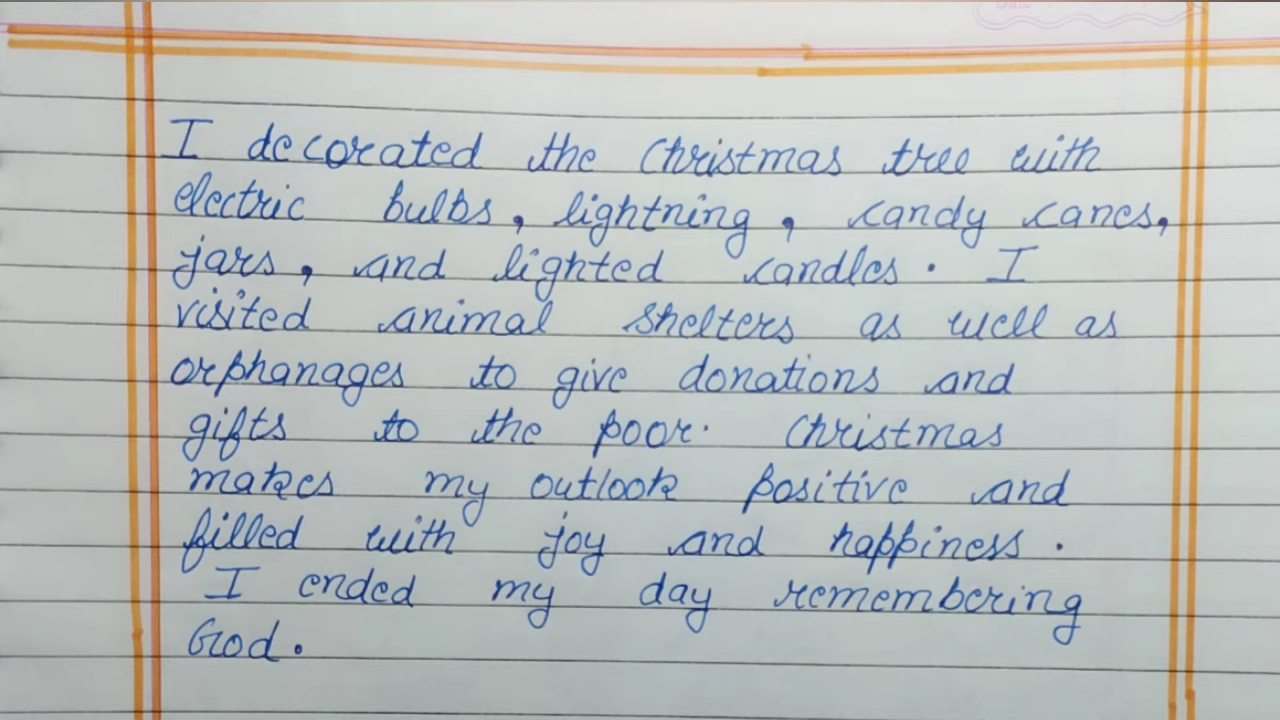 Date
I decorated the Christmas tree with
electric bulbs, lightning, candy canes,
jars, and lighted candles. I
visited animal shelters as well as
orphanages to give donations and
gifts to the poor. Christmas
makes my outlook positive and
filled with joy and happiness.
I ended my day remembering
God.